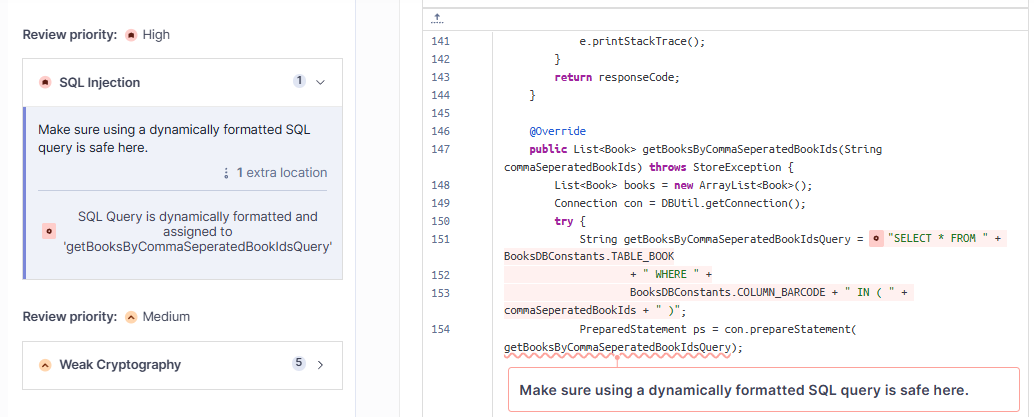 Review priority: High
SQL Injection 1
Make sure using a dynamically formatted SQL
query is safe here.
1 extra location
SQL Query is dynamically formatted and
assigned to
'getBooksByCommaSeperatedBookIdsQuery'
Review priority: Medium
Weak Cryptography 5
141 e.printStackTrace();
142 }
143 return responseCode;
144 }
145
146 @Override
147 public List<Book> getBooksByCommaSeperatedBookIds(String
commaSeperatedBookIds) throws StoreException {
148 List<Book> books = new ArrayList<Book>();
149 Connection con = DBUtil.getConnection();
150 try {
151 String getBooksByCommaSeperatedBookIdsQuery = "SELECT * FROM " +
BooksDBConstants.TABLE_BOOK
152 + " WHERE " +
153 BooksDBConstants.COLUMN_BARCODE + " IN ( " +
commaSeperatedBookIds + " )";
154 PreparedStatement ps = con.prepareStatement(
getBooksByCommaSeperatedBookIdsQuery);
Make sure using a dynamically formatted SQL query is safe here.